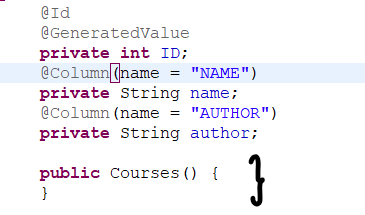 @Id
@GeneratedValue
private int ID;
@Column(name = "NAME")
private String name;
@Column(name = "AUTHOR")
private String author;
public Courses() {
}
}